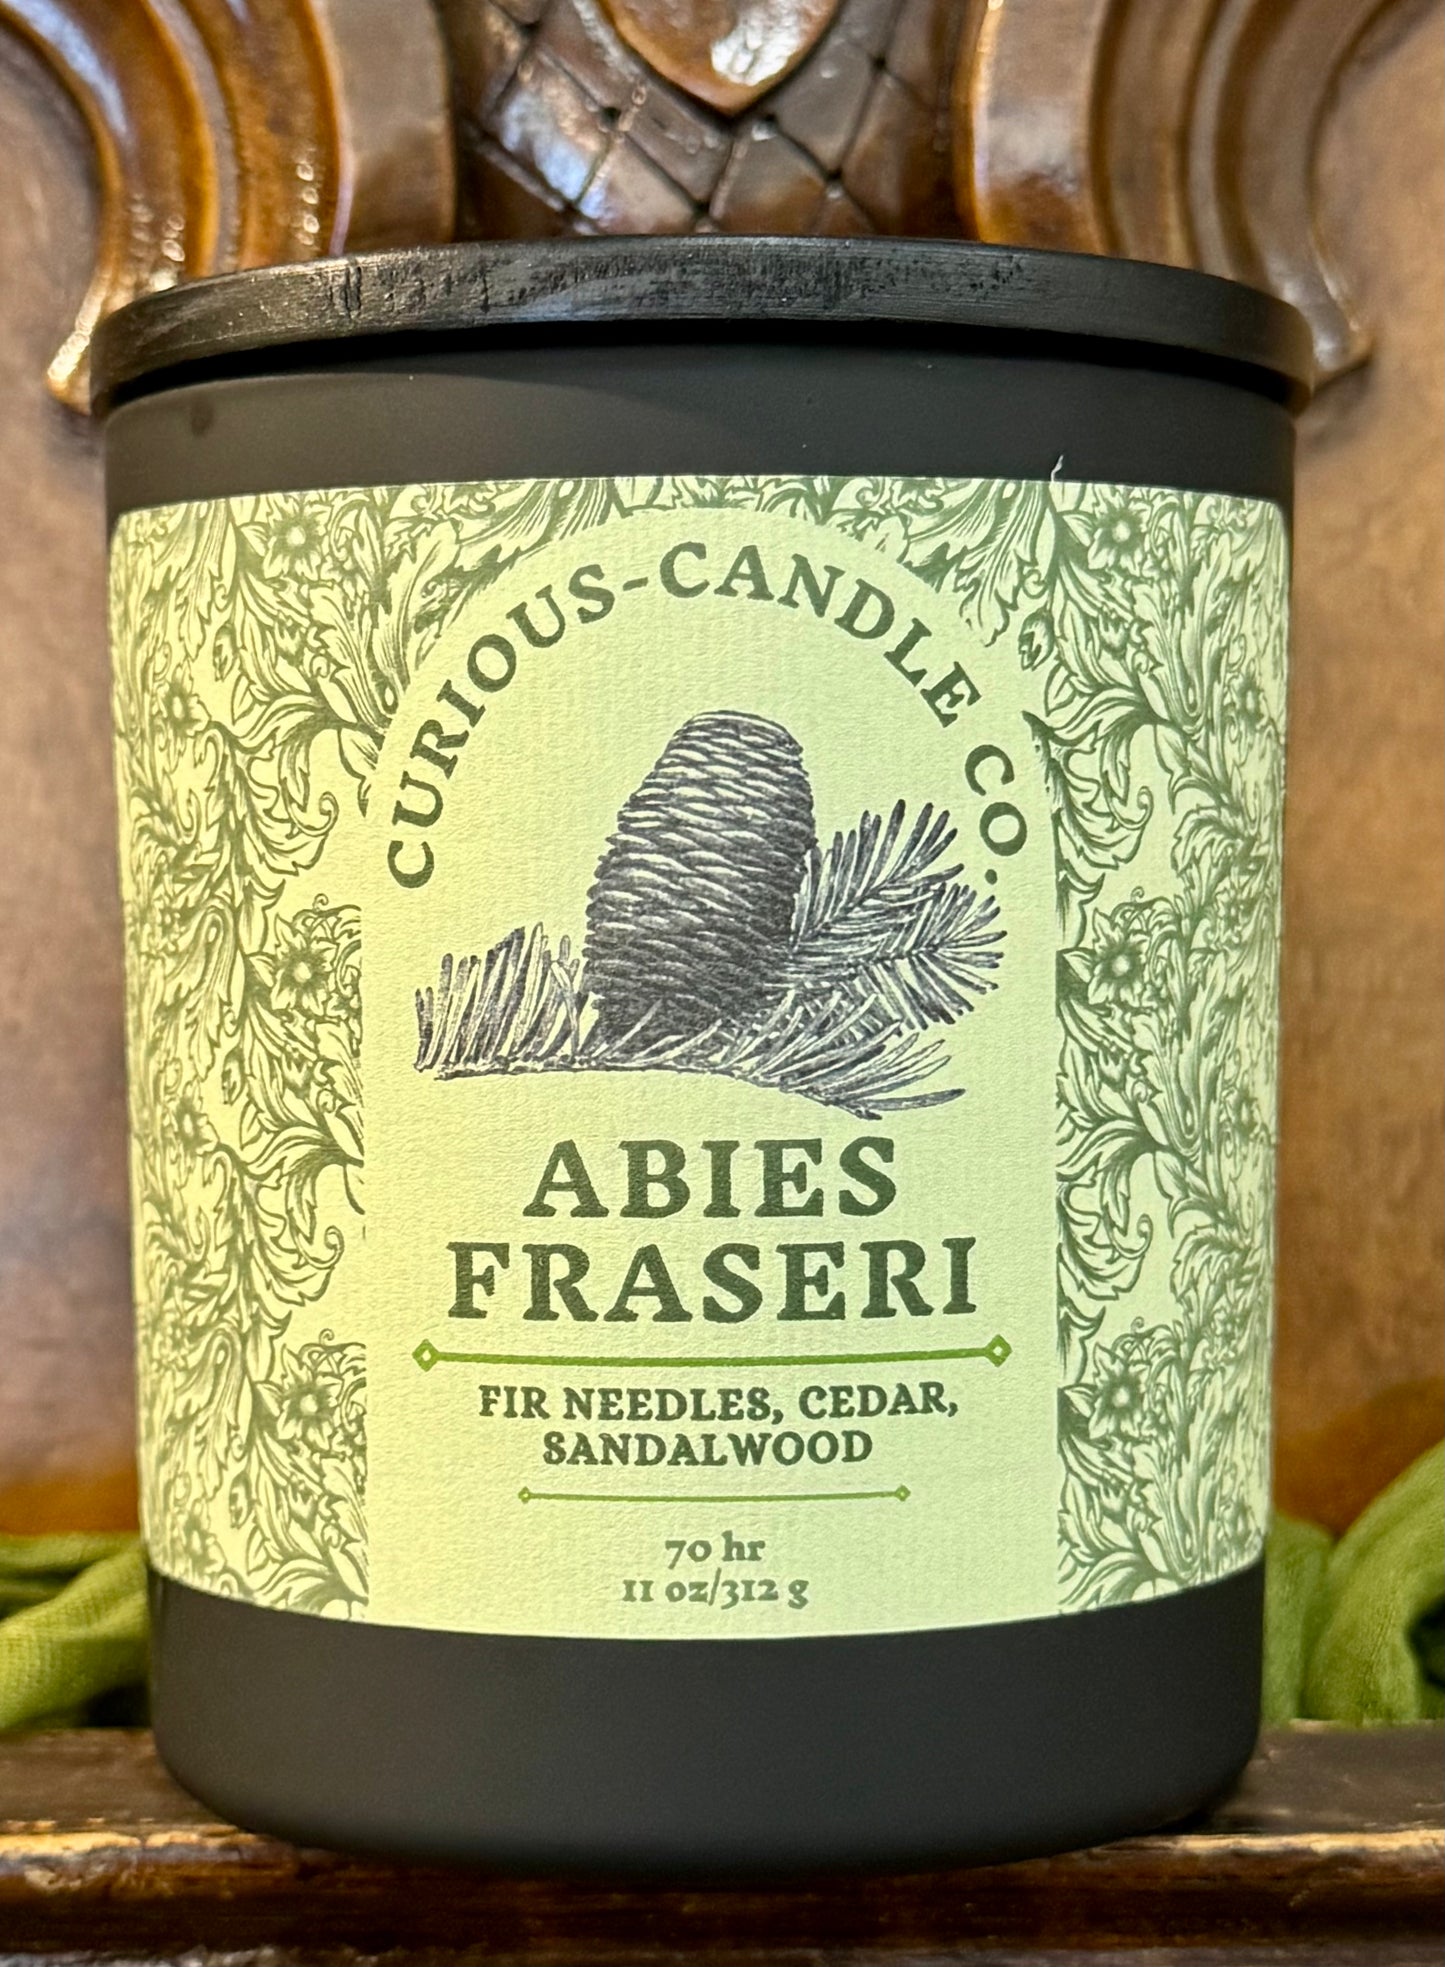 CURIOUS-CANDLE CO.
ABIES
FRASERI
FIR NEEDLES, CEDAR,
SANDALWOOD
70 hr
11 oz/312 g